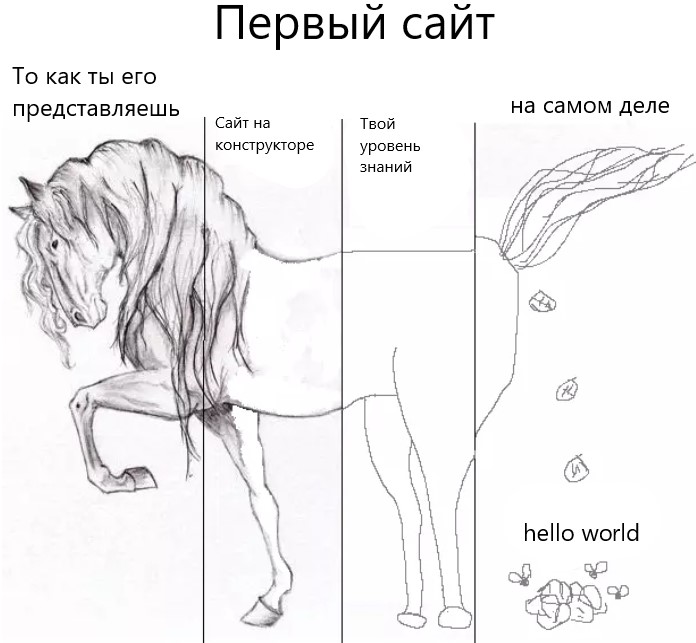 Первый сайт
То как ты его
представляешь
Сайт на
конструкторе
Твой
уровень
знаний
на самом деле
hello world